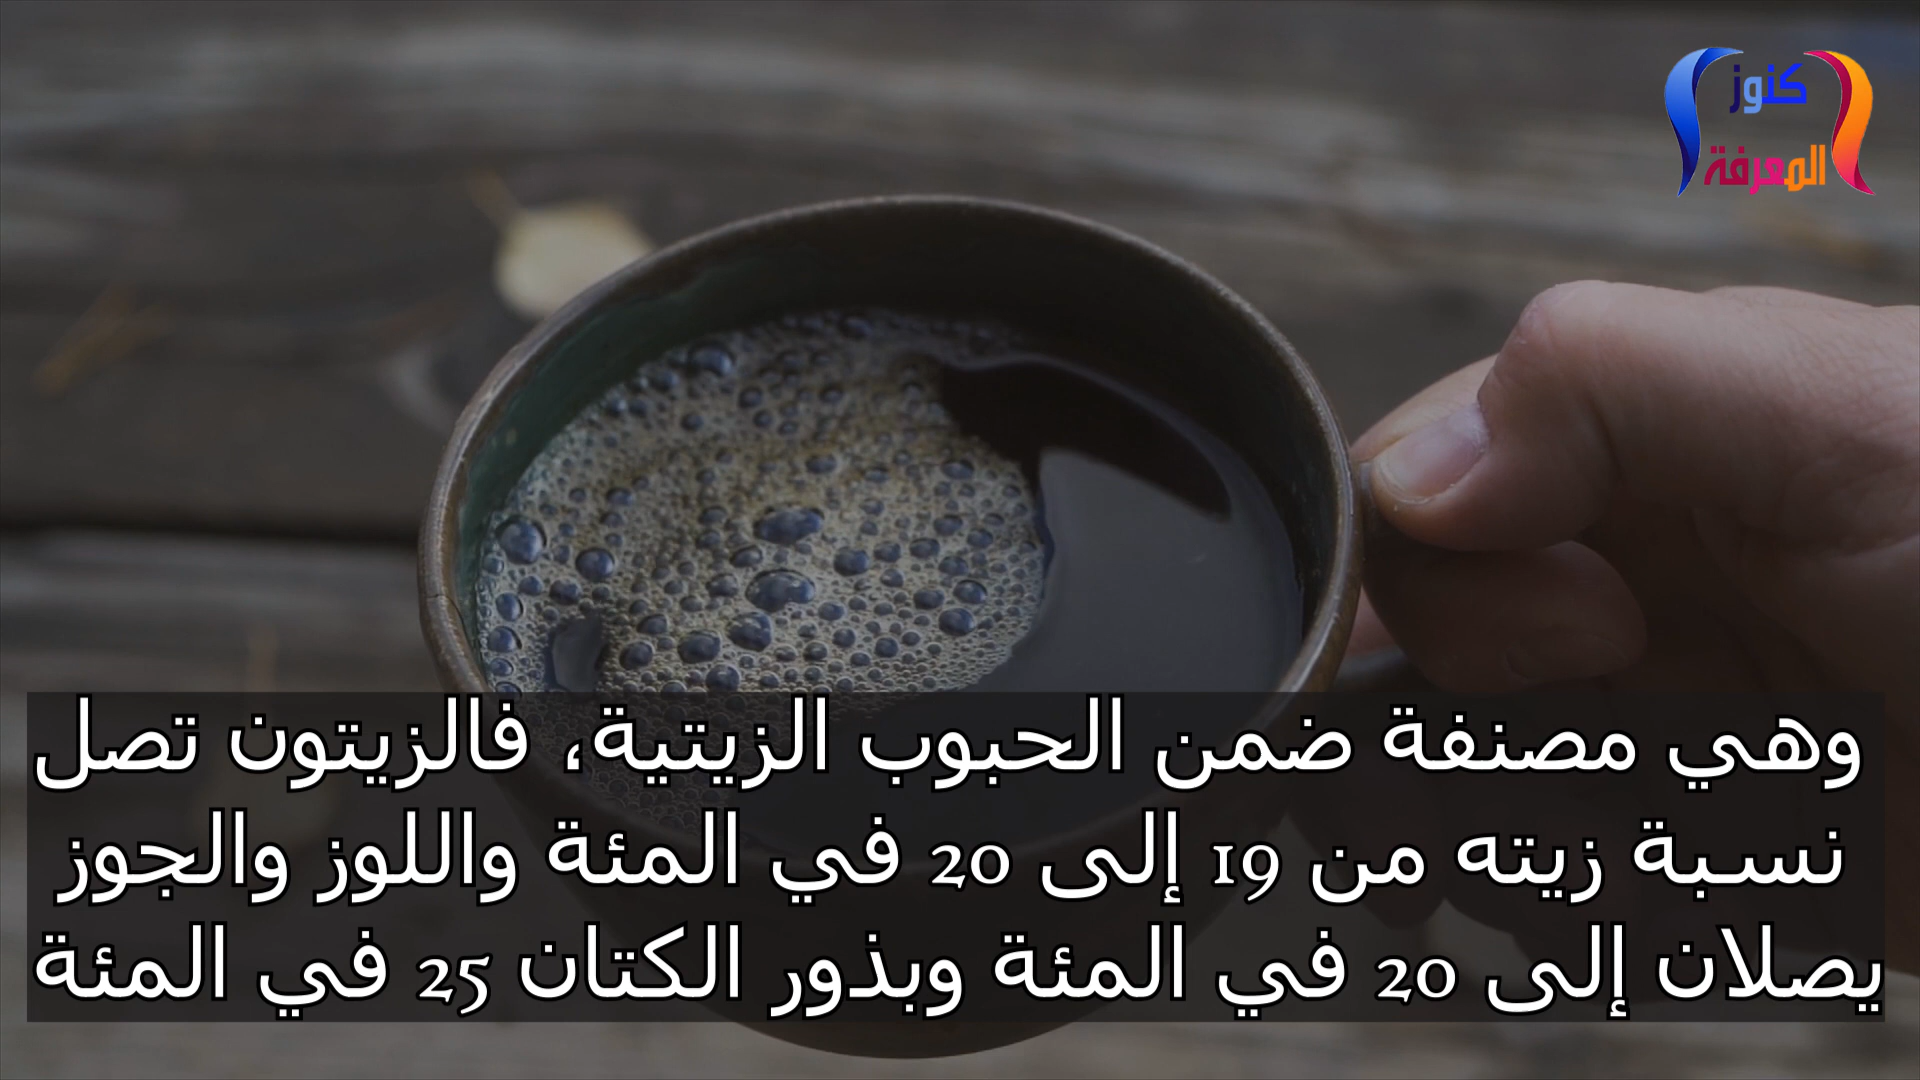 كنوز
المعرفة
وهي مصنفة ضمن الحبوب الزيتية، فالزيتون تصل
نسبة زيته من 19 إلى 20 في المئة واللوز والجوز
يصلان إلى 20 في المئة وبذور الكتان 25 في المئة